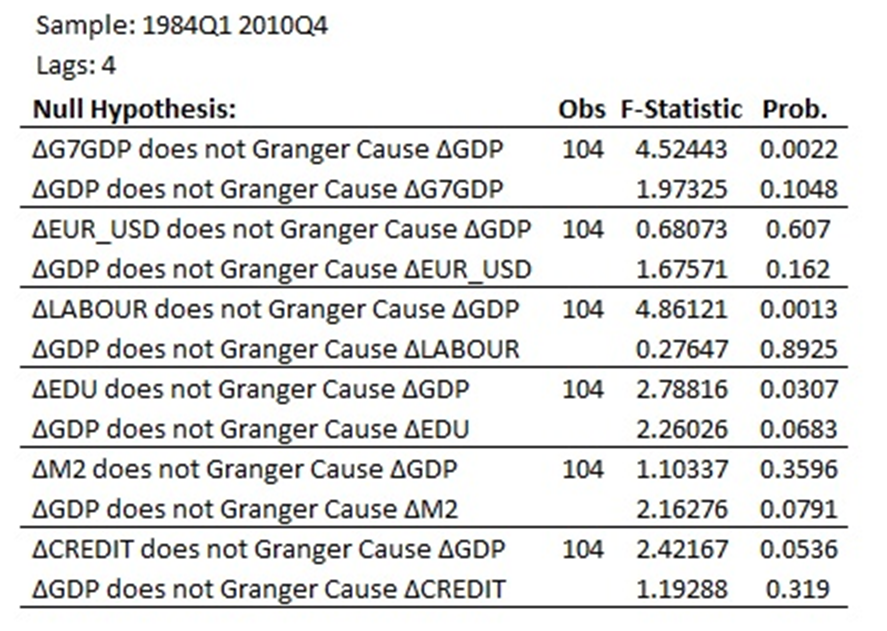 Sample: 1984Q1 2010Q4
Lags: 4
Null Hypothesis: Obs F-Statistic Prob.
ΔG7GDP does not Granger Cause ΔGDP 104 4.52443 0.0022
ΔGDP does not Granger Cause ΔG7GDP 1.97325 0.1048
ΔEUR_USD does not Granger Cause ΔGDP 104 0.68073 0.607
ΔGDP does not Granger Cause ΔEUR_USD 1.67571 0.162
ΔLABOUR does not Granger Cause ΔGDP 104 4.86121 0.0013
ΔGDP does not Granger Cause ΔLABOUR 0.27647 0.8925
ΔEDU does not Granger Cause ΔGDP 104 2.78816 0.0307
ΔGDP does not Granger Cause ΔEDU 2.26026 0.0683
ΔM2 does not Granger Cause ΔGDP 104 1.10337 0.3596
ΔGDP does not Granger Cause ΔM2 2.16276 0.0791
ΔCREDIT does not Granger Cause ΔGDP 104 2.42167 0.0536
ΔGDP does not Granger Cause ΔCREDIT 1.19288 0.319